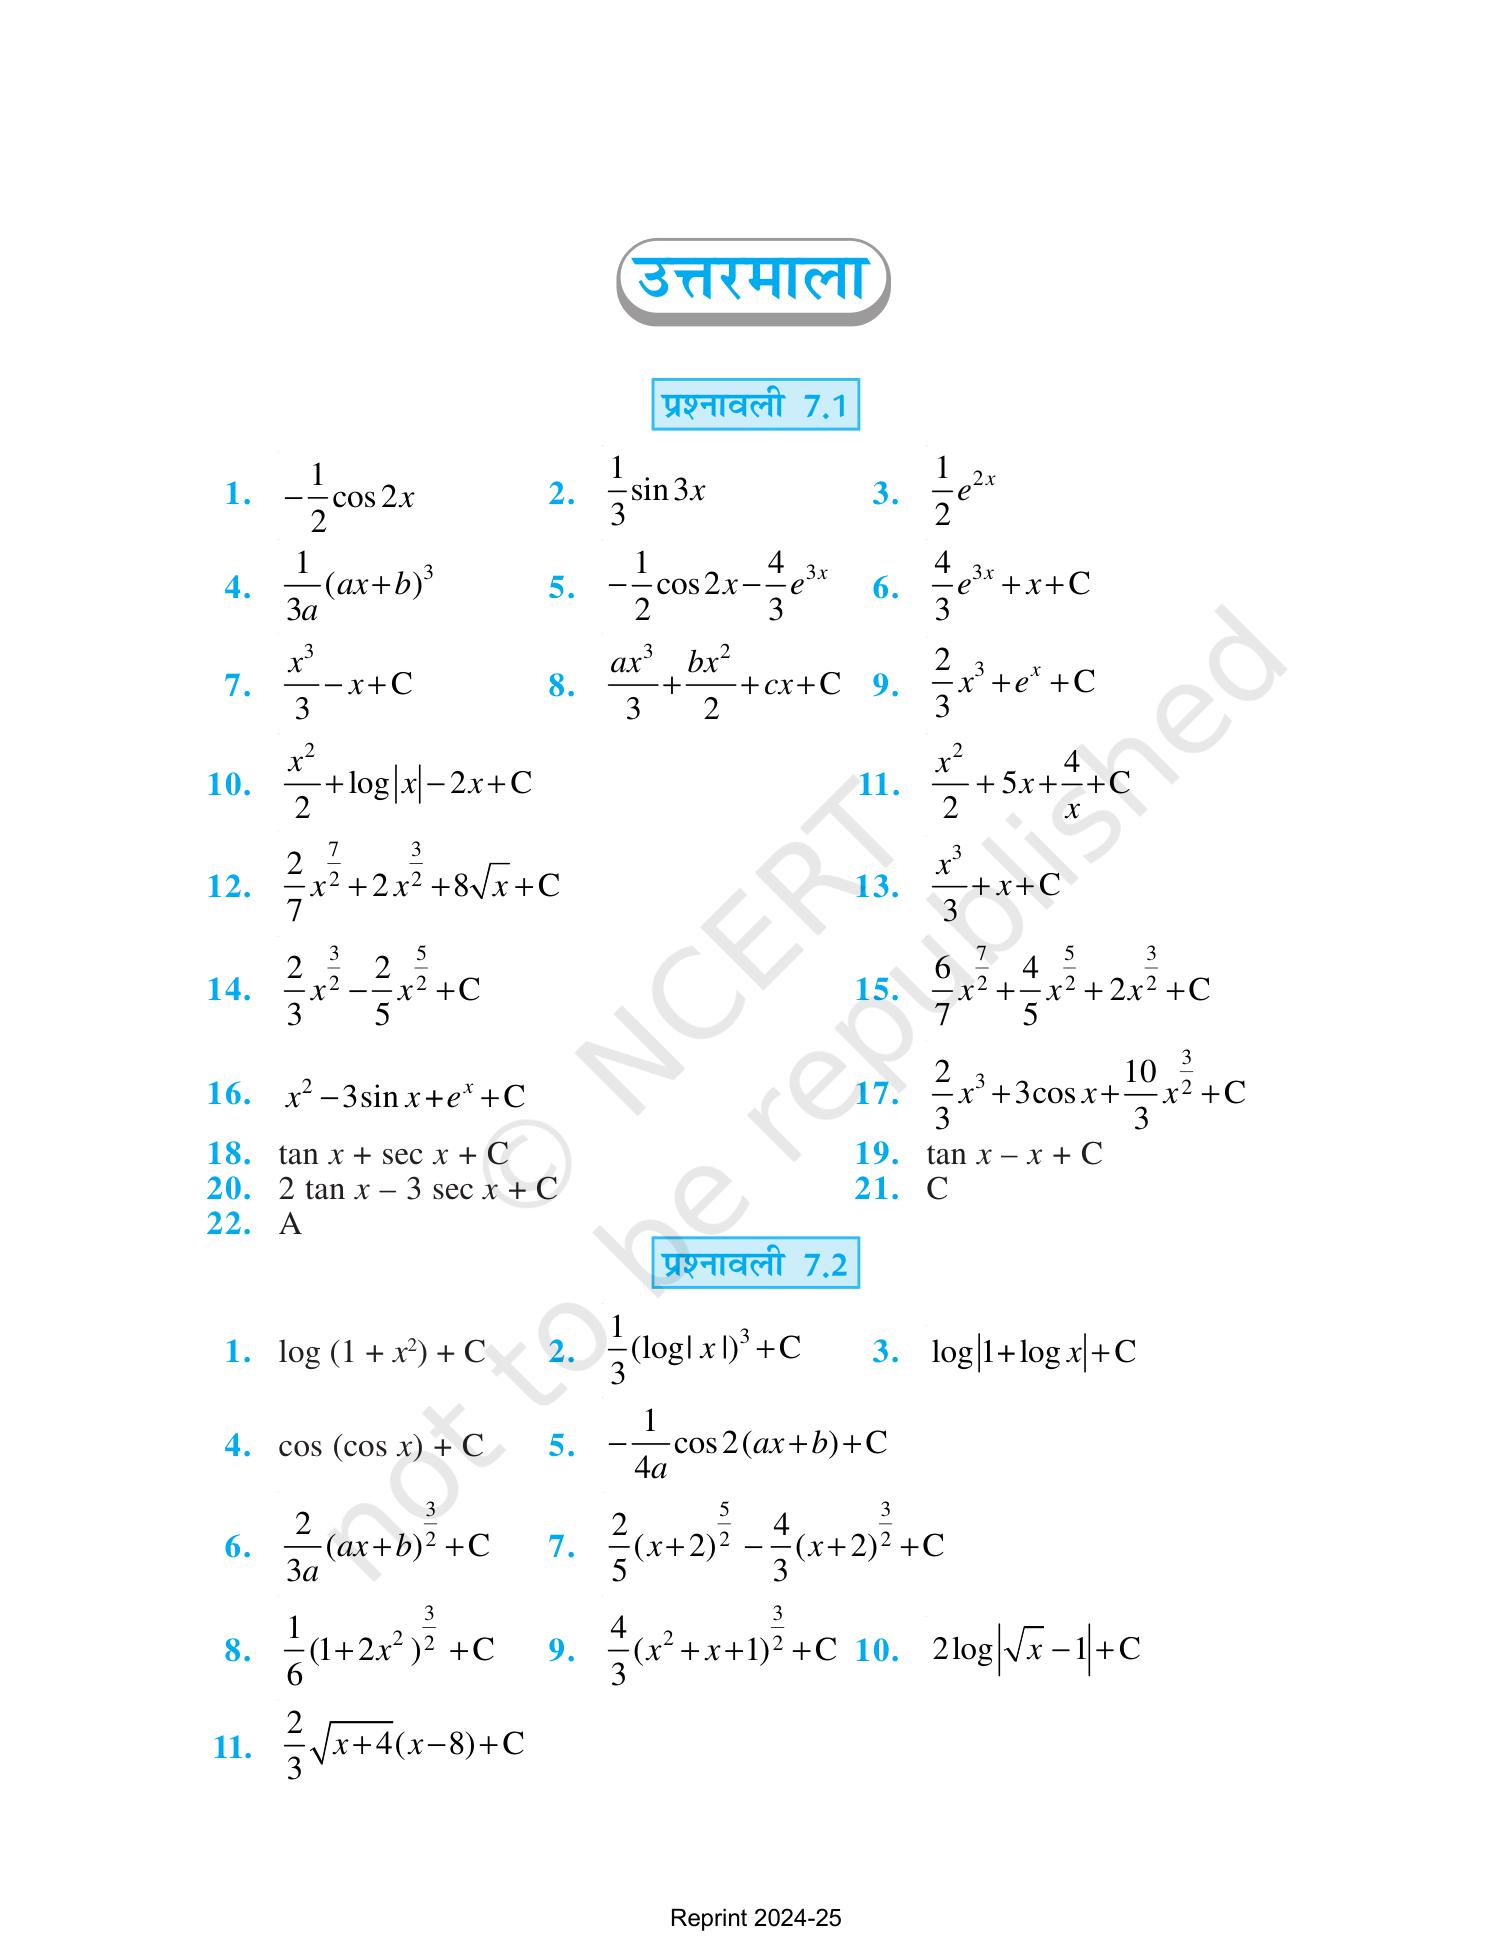 उत्तरमाला
प्रश्नावली 7.1
1. $-\frac{1}{2}\cos 2x$ 2. $\frac{1}{3}\sin 3x$ 3. $\frac{1}{2}e^{2x}$
4. $\frac{1}{3a}(ax+b)^3$ 5. $-\frac{1}{2}\cos 2x-\frac{4}{3}e^{3x}$ 6. $\frac{4}{3}e^{3x}+x+C$
7. $\frac{x^3}{3}-x+C$ 8. $\frac{ax^3}{3}+\frac{bx^2}{2}+cx+C$ 9. $\frac{2}{3}x^3+e^x+C$
10. $\frac{x^2}{2}+\log|x|-2x+C$ 11. $\frac{x^2}{2}+5x+\frac{4}{x}+C$
12. $\frac{2}{7}x^{\frac{7}{2}}+2x^{\frac{3}{2}}+8\sqrt{x}+C$ 13. $\frac{x^3}{3}+x+C$
14. $\frac{2}{3}x^{\frac{3}{2}}-\frac{2}{5}x^{\frac{5}{2}}+C$ 15. $\frac{6}{7}x^{\frac{7}{2}}+\frac{4}{5}x^{\frac{5}{2}}+2x^{\frac{3}{2}}+C$
16. $x^2-3\sin x+e^x+C$ 17. $\frac{2}{3}x^3+3\cos x+\frac{10}{3}x^{\frac{3}{2}}+C$
18. tan x + sec x + C 19. tan x – x + C
20. 2 tan x – 3 sec x + C 21. C
22. A
प्रश्नावली 7.2
1. log (1 + x²) + C 2. $\frac{1}{3}(\log|x|)^3+C$ 3. $\log|1+\log x|+C$
4. cos (cos x) + C 5. $-\frac{1}{4a}\cos 2(ax+b)+C$
6. $\frac{2}{3a}(ax+b)^{\frac{3}{2}}+C$ 7. $\frac{2}{5}(x+2)^{\frac{5}{2}}-\frac{4}{3}(x+2)^{\frac{3}{2}}+C$
8. $\frac{1}{6}(1+2x^2)^{\frac{3}{2}}+C$ 9. $\frac{4}{3}(x^2+x+1)^{\frac{3}{2}}+C$ 10. $2\log|\sqrt{x}-1|+C$
11. $\frac{2}{3}\sqrt{x+4}(x-8)+C$
© NCERT
not to be republished
Reprint 2024-25